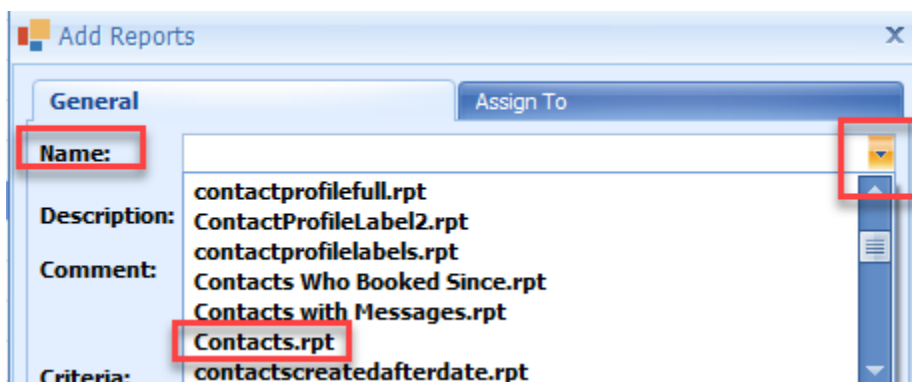 Add Reports
General Assign To
Name:
contactprofilefull.rpt
Description: ContactProfileLabel2.rpt
contactprofilelabels.rpt
Comment: Contacts Who Booked Since.rpt
Contacts with Messages.rpt
Contacts.rpt
Criteria: contactscreatedafterdate.rpt